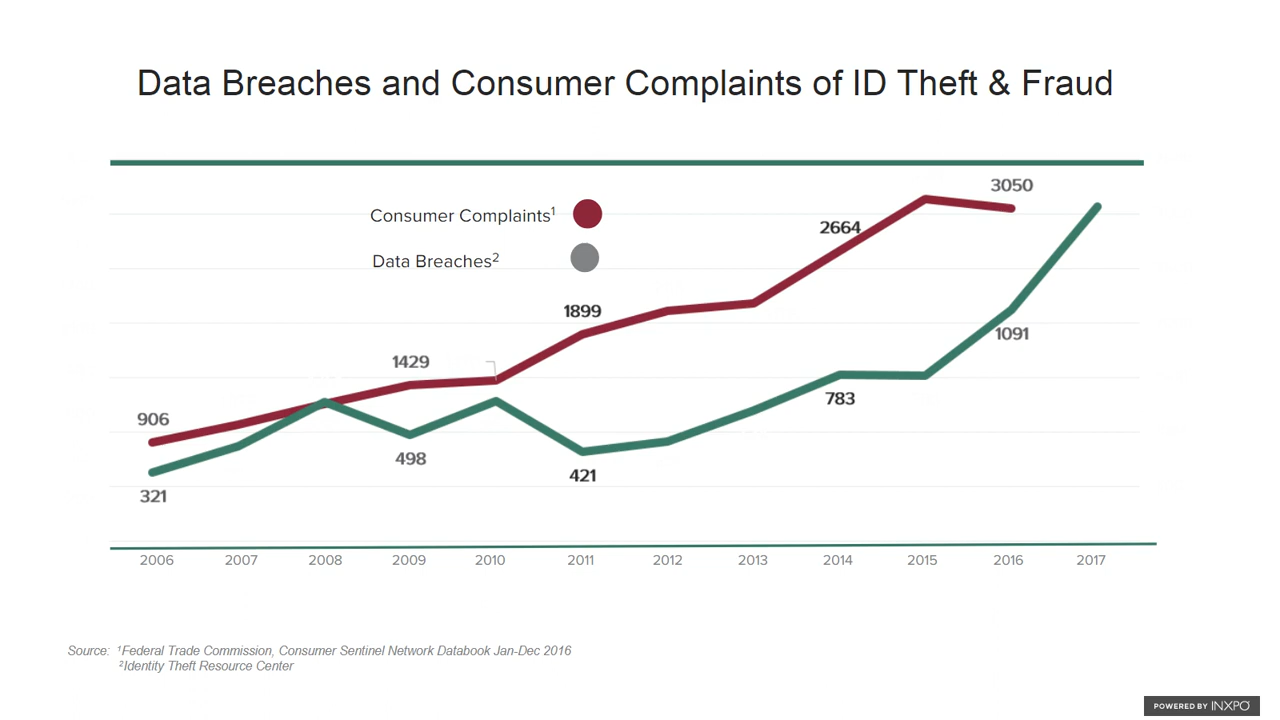 Data Breaches and Consumer Complaints of ID Theft & Fraud
3050
Consumer Complaints¹
2664
Data Breaches²
1899
1091
1429
783
906
498
421
321
2006 2007 2008 2009 2010 2011 2012 2013 2014 2015 2016 2017
Source: ¹Federal Trade Commission, Consumer Sentinel Network Databook Jan-Dec 2016
²Identity Theft Resource Center
POWERED BY INXPO